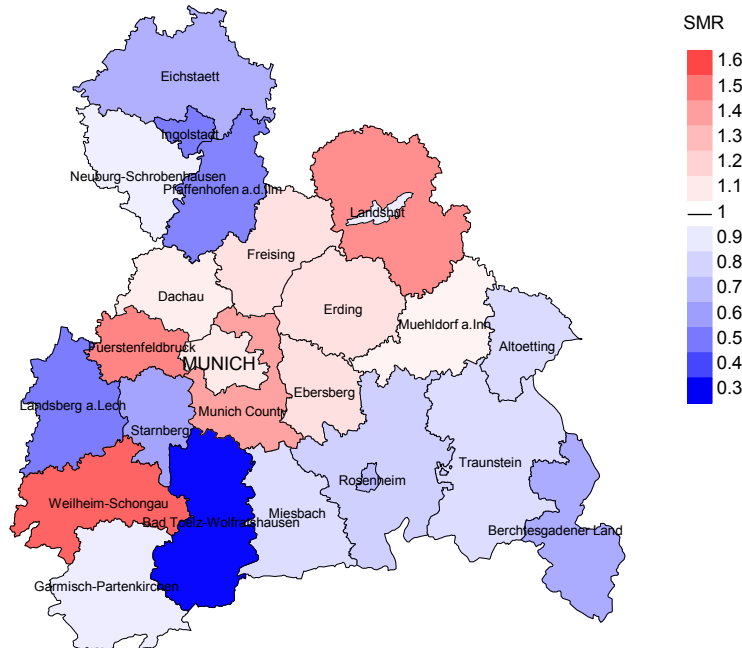 SMR
1.6
1.5
1.4
1.3
1.2
1.1
1
0.9
0.8
0.7
0.6
0.5
0.4
0.3
Eichstaett
Ingolstadt
Neuburg-Schrobenhausen
Pfaffenhofen a.d.Ilm
Landshut
Freising
Dachau
Erding
Muehldorf a.Inn
Altoetting
Fuerstenfeldbruck
MUNICH
Ebersberg
Landsberg a.Lech
Munich County
Starnberg
Traunstein
Rosenheim
Weilheim-Schongau
Miesbach
Bad Toelz-Wolfratshausen
Berchtesgadener Land
Garmisch-Partenkirchen